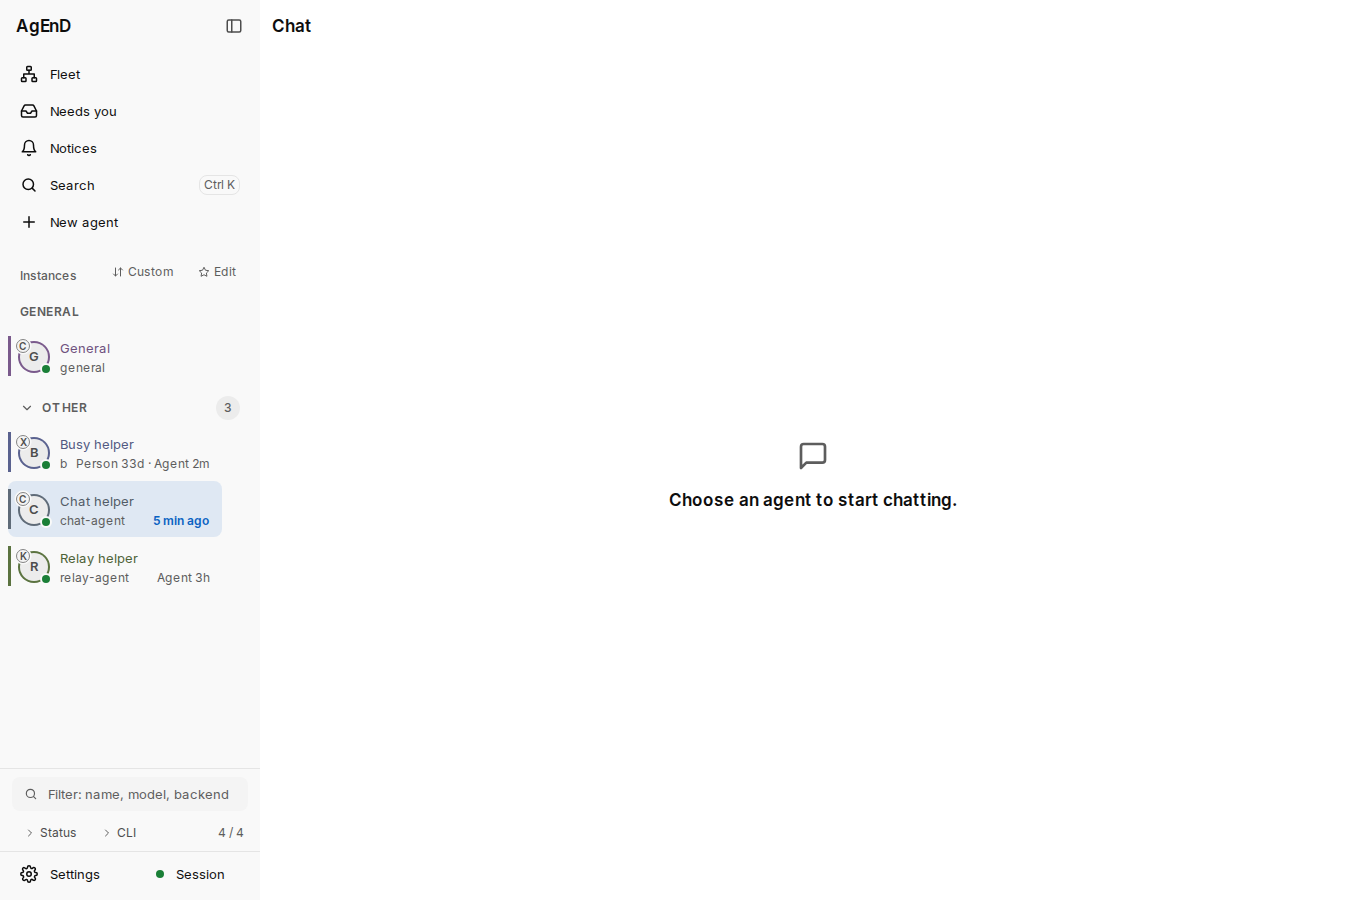 AgEnD
Chat
Fleet
Needs you
Notices
Search
Ctrl K
New agent
Instances
Custom
Edit
GENERAL
C
G
General
general
OTHER
3
X
B
Busy helper
b Person 33d · Agent 2m
C
C
Chat helper
chat-agent 5 min ago
K
R
Relay helper
relay-agent Agent 3h
Choose an agent to start chatting.
Filter: name, model, backend
Status
CLI
4 / 4
Settings
Session